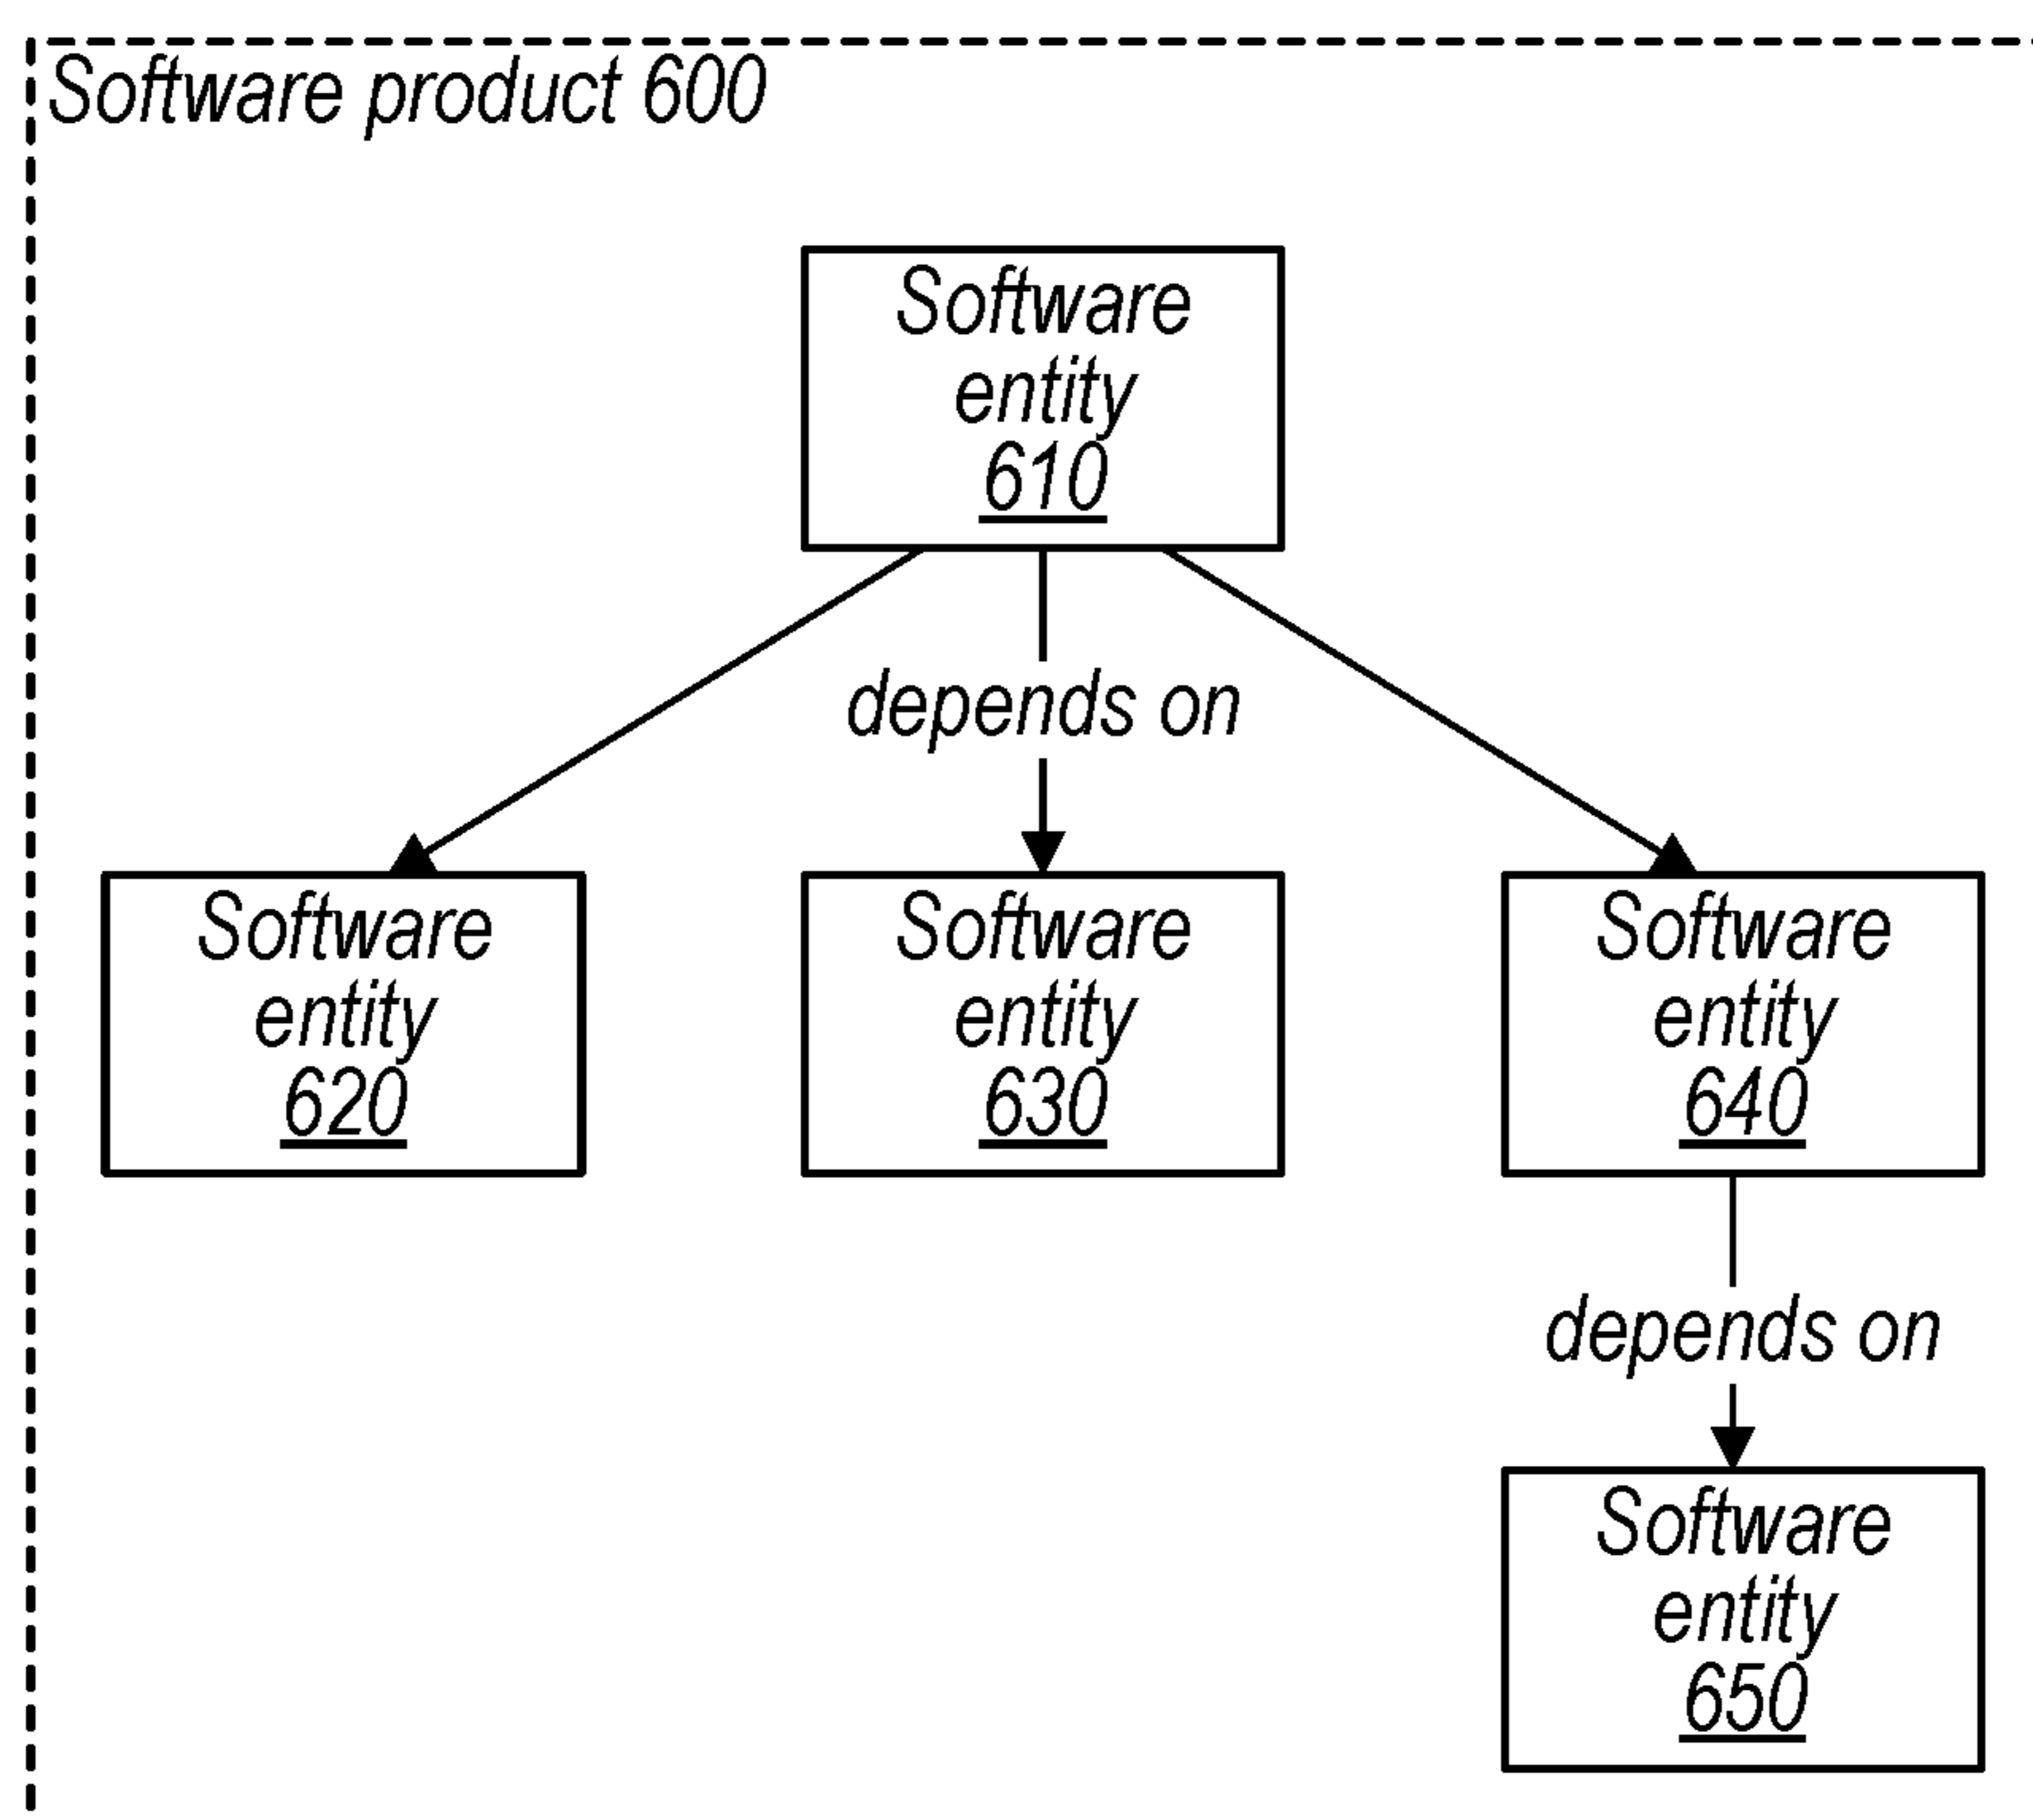 Software product 600
Software
entity
610
depends on
Software
entity
620
Software
entity
630
Software
entity
640
depends on
Software
entity
650